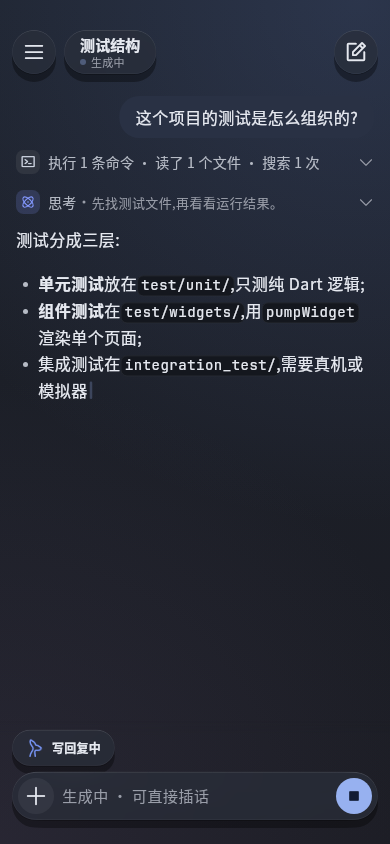 测试结构
生成中
这个项目的测试是怎么组织的?
执行 1 条命令 · 读了 1 个文件 · 搜索 1 次
思考 · 先找测试文件,再看看运行结果。
测试分成三层:
• 单元测试放在 test/unit/,只测纯 Dart 逻辑;
• 组件测试在 test/widgets/,用 pumpWidget
渲染单个页面;
• 集成测试在 integration_test/,需要真机或
模拟器
写回复中
生成中 · 可直接插话